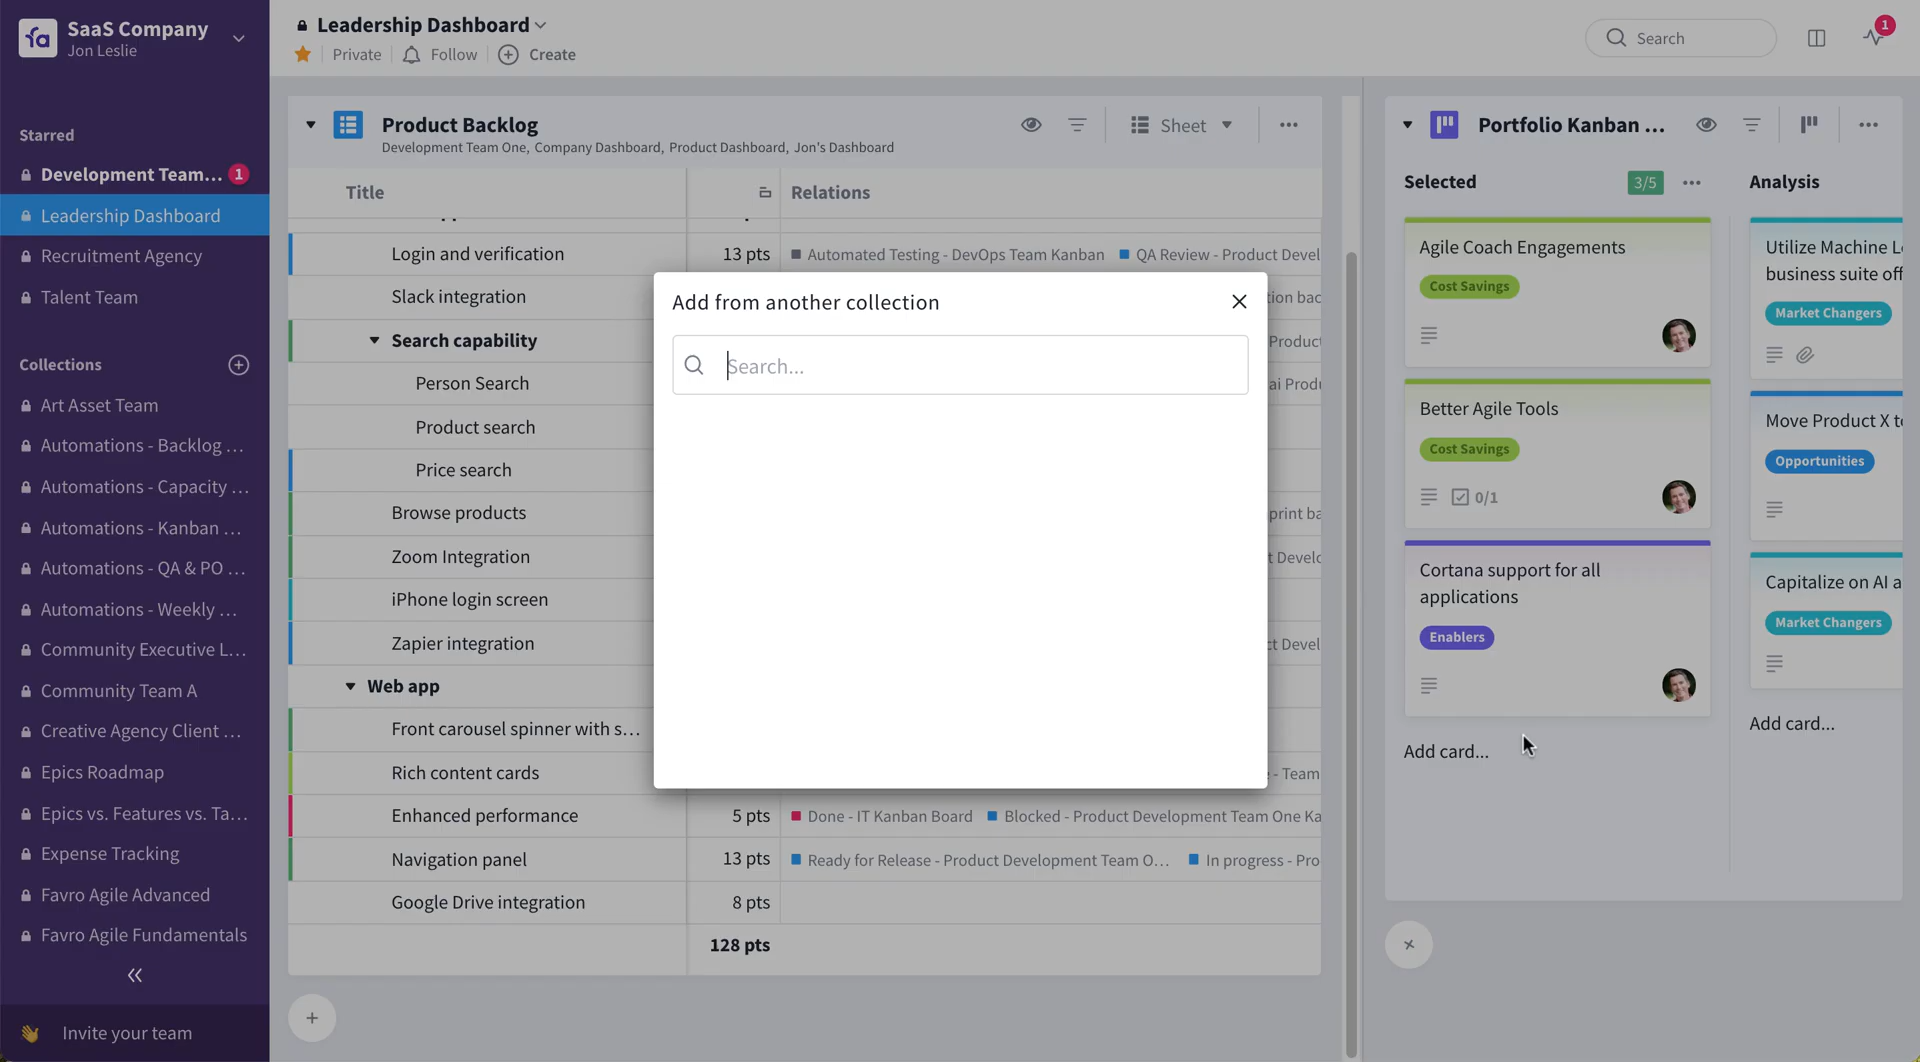 SaaS Company
Jon Leslie
Starred
Development Team...
1
Leadership Dashboard
Recruitment Agency
Talent Team
Collections
Art Asset Team
Automations - Backlog ...
Automations - Capacity ...
Automations - Kanban ...
Automations - QA & PO ...
Automations - Weekly ...
Community Executive L...
Community Team A
Creative Agency Client ...
Epics Roadmap
Epics vs. Features vs. Ta...
Expense Tracking
Favro Agile Advanced
Favro Agile Fundamentals
Invite your team
Leadership Dashboard
Private
Follow
Create
Search
1
Product Backlog
Development Team One, Company Dashboard, Product Dashboard, Jon's Dashboard
Sheet
Title
Relations
Login and verification
13 pts
Automated Testing - DevOps Team Kanban
QA Review - Product Devel
Slack integration
tion bac
Search capability
Product
Person Search
ai Prod
Product search
Price search
Browse products
print ba
Zoom Integration
t Develo
iPhone login screen
Zapier integration
ct Devel
Web app
Front carousel spinner with s...
Rich content cards
- Team
Enhanced performance
5 pts
Done - IT Kanban Board
Blocked - Product Development Team One Ka
Navigation panel
13 pts
Ready for Release - Product Development Team O...
In progress - Pro
Google Drive integration
8 pts
128 pts
Add from another collection
Search...
Portfolio Kanban ...
Selected
3/5
Agile Coach Engagements
Cost Savings
Better Agile Tools
Cost Savings
0/1
Cortana support for all
applications
Enablers
Add card...
Analysis
Utilize Machine L
business suite off
Market Changers
Move Product X to
Opportunities
Capitalize on AI a
Market Changers
Add card...